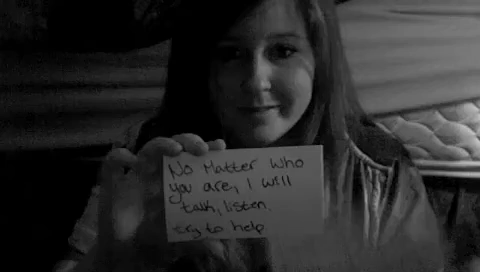 No Matter Who
you are, I will
talk, listen,
try to help